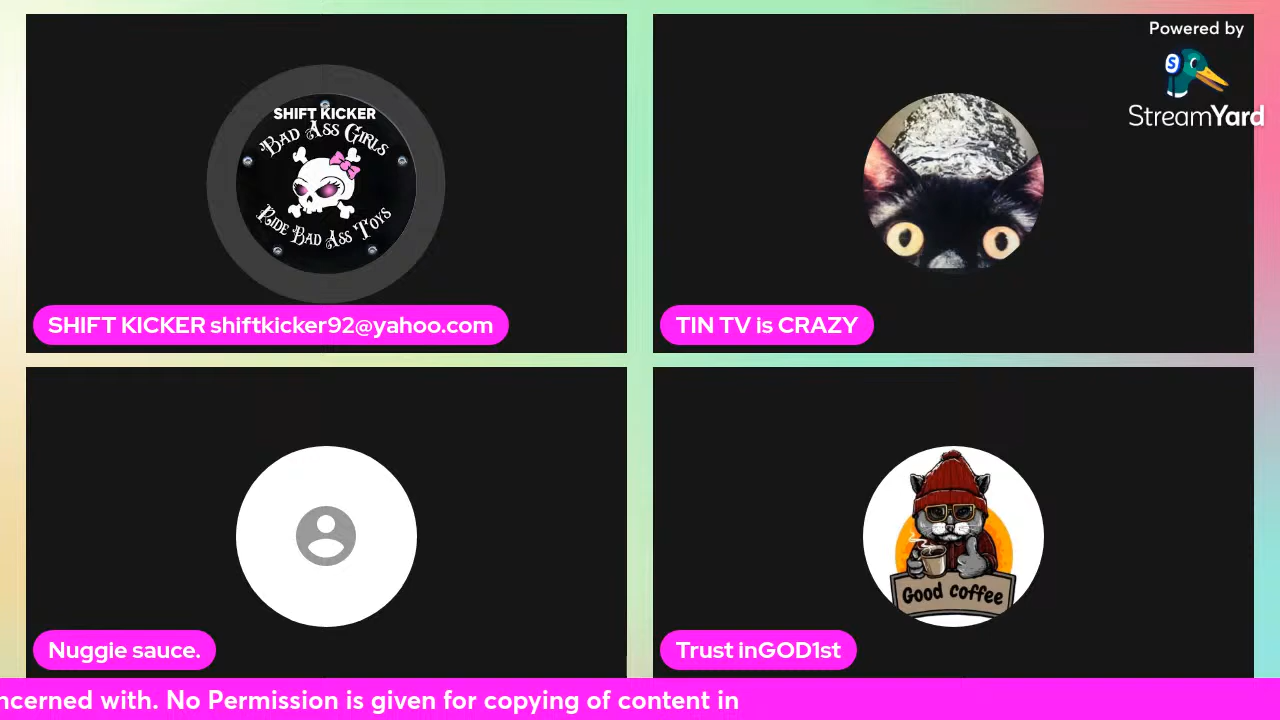 Powered by
StreamYard
SHIFT KICKER
BAD ASS GIRLS
RIDE BAD ASS TOYS
SHIFT KICKER shiftkicker92@yahoo.com
TIN TV is CRAZY
Good coffee
Nuggie sauce.
Trust inGOD1st
ncerned with. No Permission is given for copying of content in